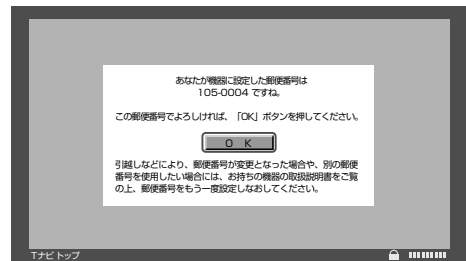 あなたが機器に設定した郵便番号は
105-0004 ですね。
この郵便番号でよろしければ、「OK」ボタンを押してください。
O K
引越しなどにより、郵便番号が変更となった場合や、別の郵便
番号を使用したい場合には、お持ちの機器の取扱説明書をご覧
の上、郵便番号をもう一度設定しなおしてください。
Tナビトップ